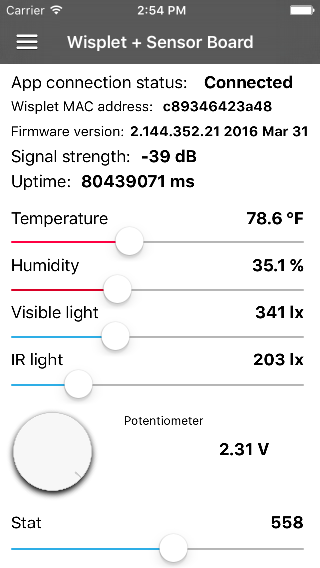 Carrier 2:54 PM
Wisplet + Sensor Board
App connection status: Connected
Wisplet MAC address: c89346423a48
Firmware version: 2.144.352.21 2016 Mar 31
Signal strength: -39 dB
Uptime: 80439071 ms
Temperature 78.6 °F
Humidity 35.1 %
Visible light 341 lx
IR light 203 lx
Potentiometer
2.31 V
Stat 558